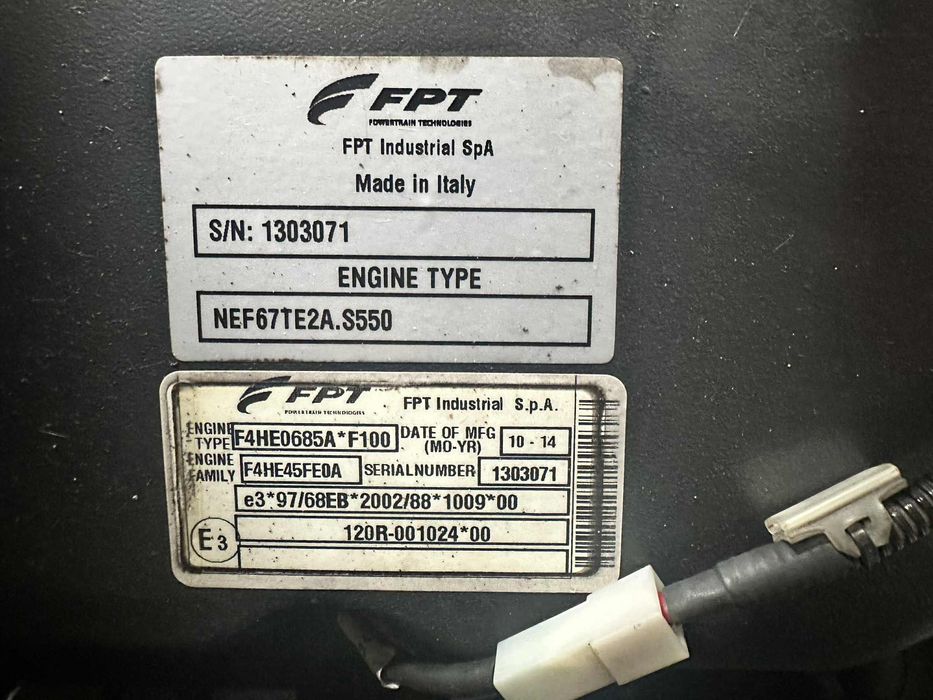 FPT
POWERTRAIN TECHNOLOGIES
FPT Industrial SpA
Made in Italy
S/N: 1303071
ENGINE TYPE
NEF67TE2A.S550
FPT
POWERTRAIN TECHNOLOGIES
FPT Industrial S.p.A.
ENGINE TYPE F4HE0685A*F100 DATE OF MFG (MO-YR) 10 - 14
ENGINE FAMILY F4HE45FE0A SERIALNUMBER 1303071
e3*97/68EB*2002/88*1009*00
E3 120R-001024*00